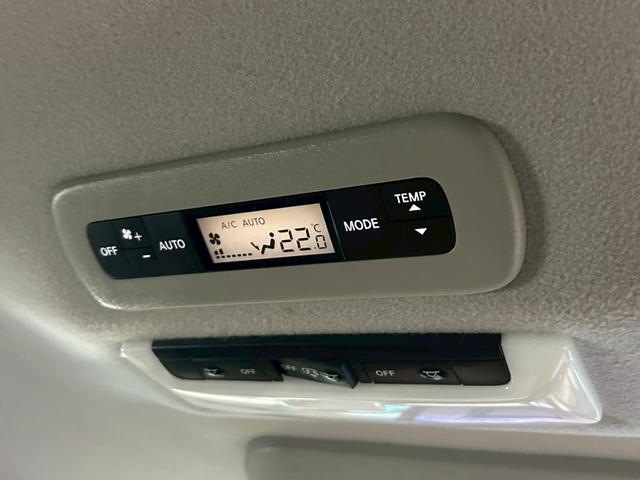 OFF
+
-
AUTO
A/C AUTO
22.0 °C
MODE
TEMP
OFF
OFF
OFF